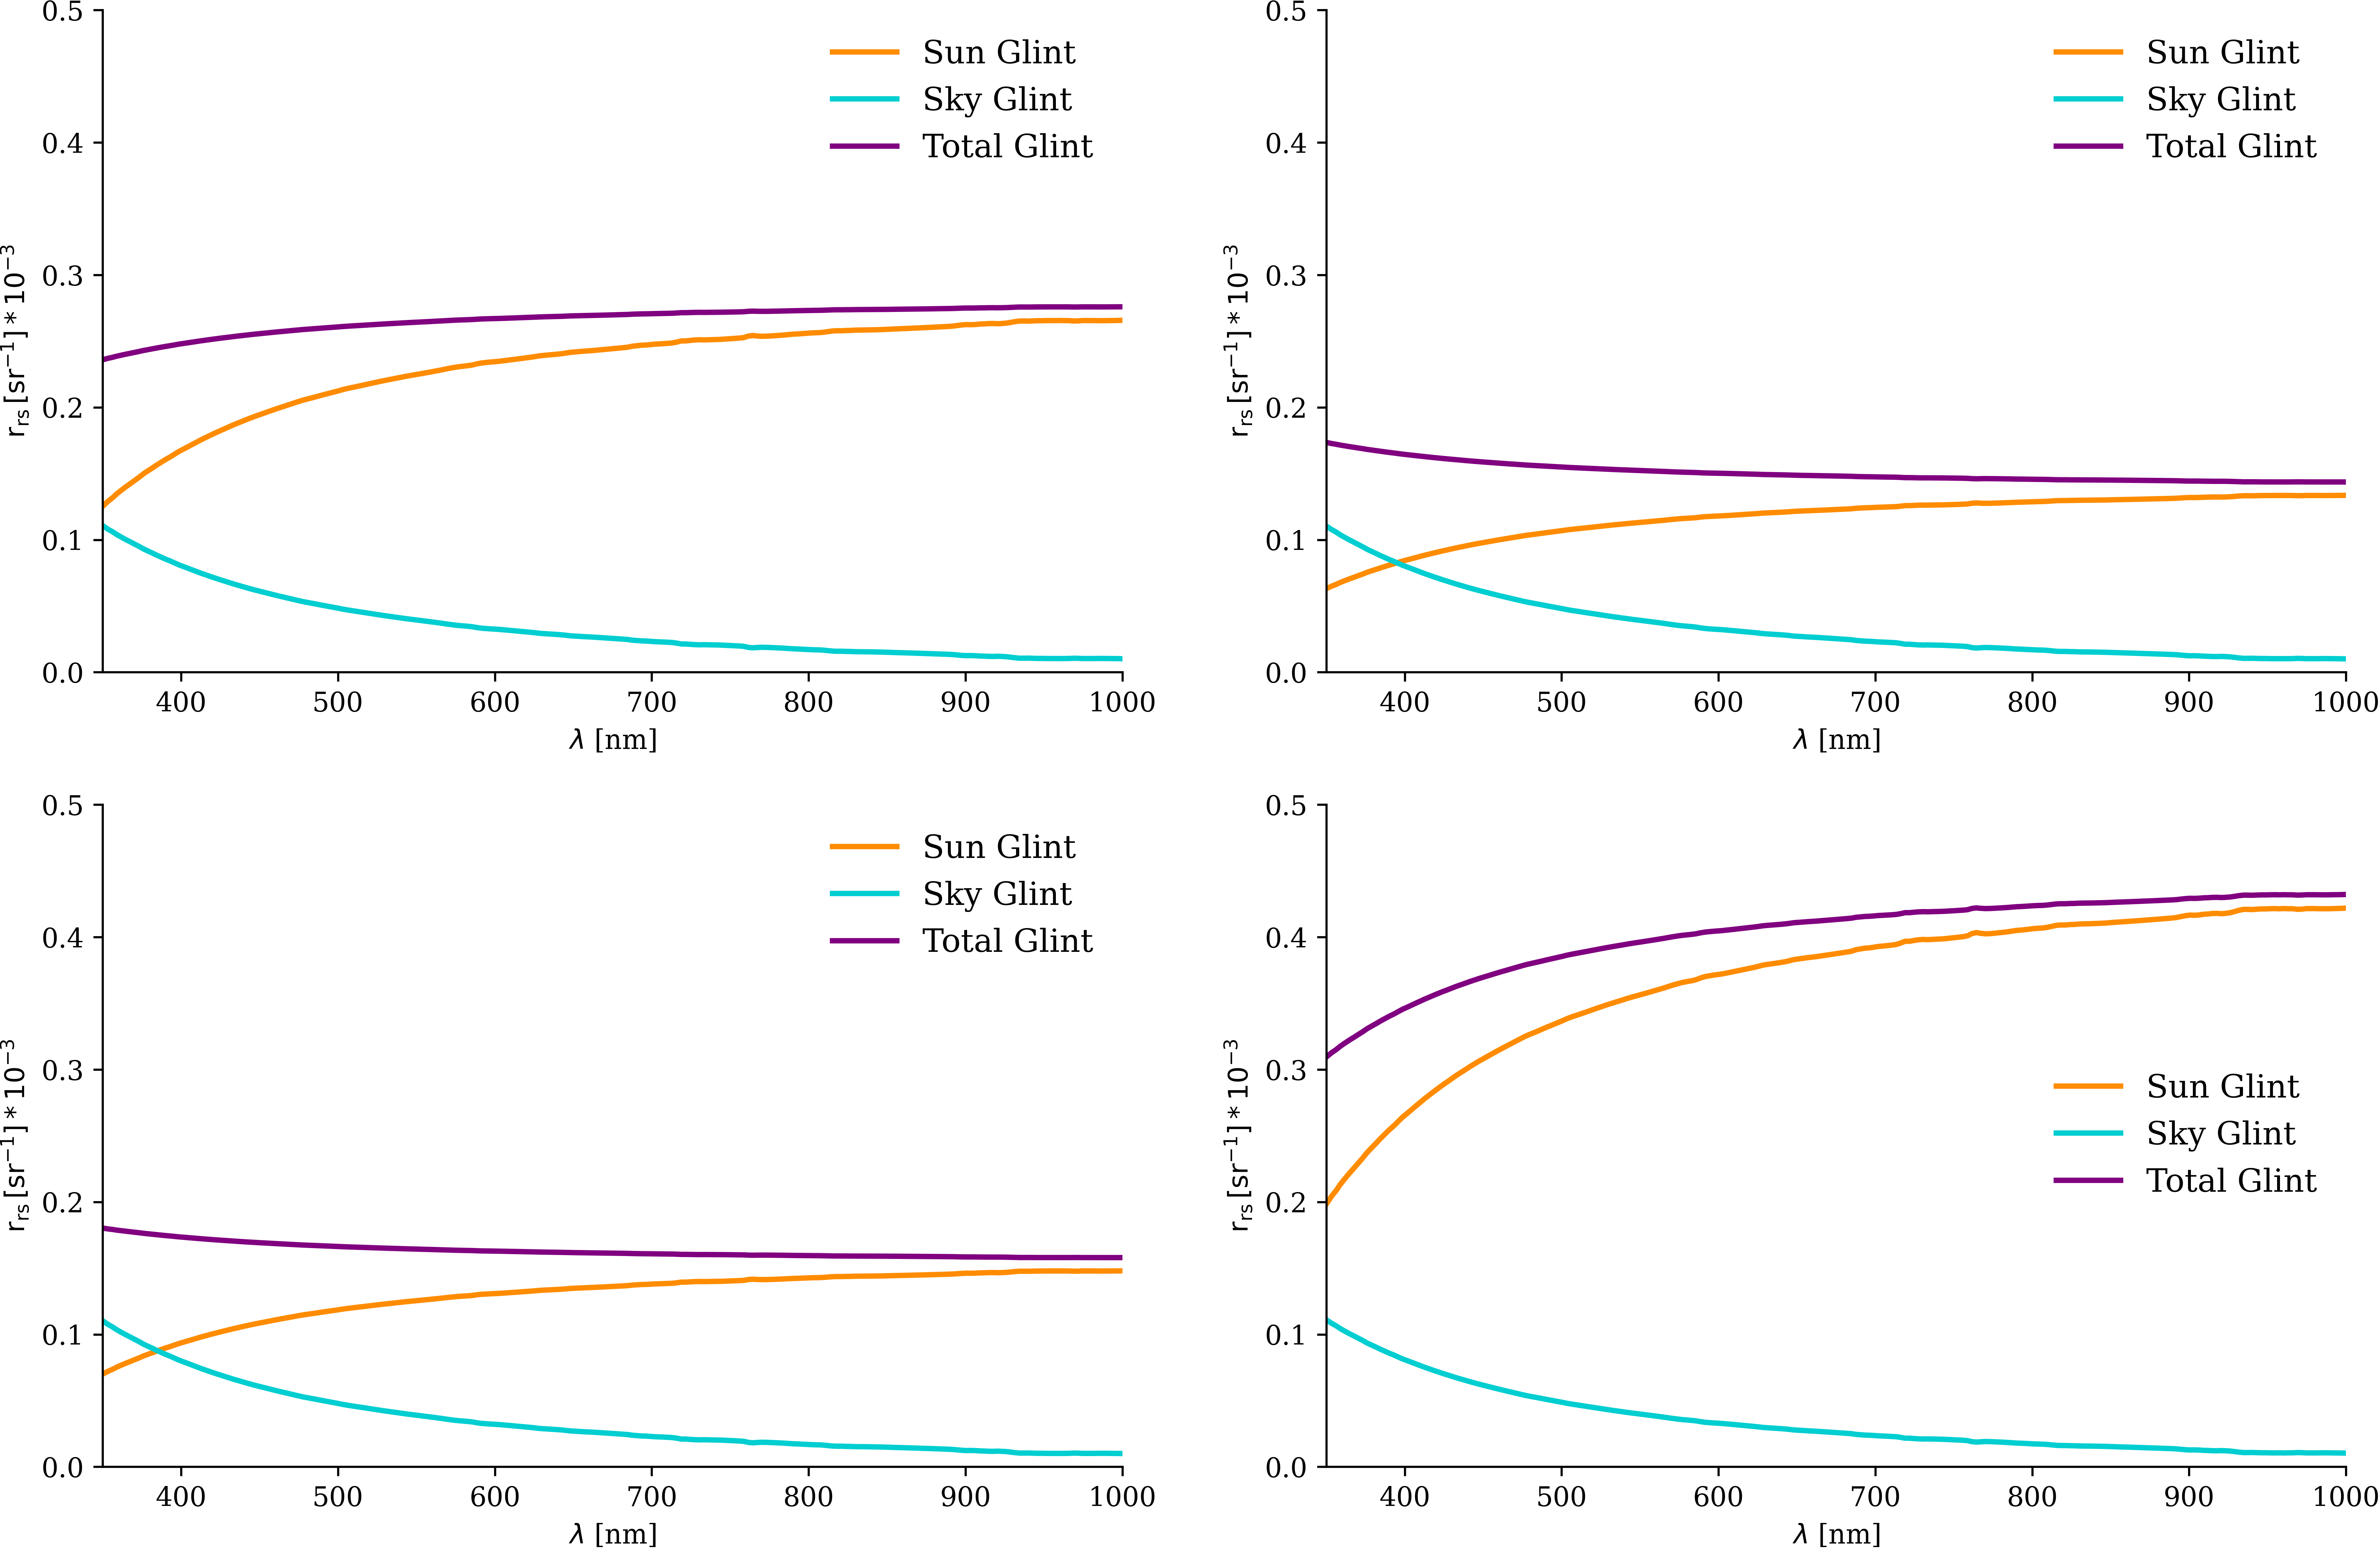 0.5
0.4
0.3
0.2
0.1
0.0
r_rs [sr⁻¹] * 10⁻³
Sun Glint
Sky Glint
Total Glint
400 500 600 700 800 900 1000
λ [nm]
0.5
0.4
0.3
0.2
0.1
0.0
r_rs [sr⁻¹] * 10⁻³
Sun Glint
Sky Glint
Total Glint
400 500 600 700 800 900 1000
λ [nm]
0.5
0.4
0.3
0.2
0.1
0.0
r_rs [sr⁻¹] * 10⁻³
Sun Glint
Sky Glint
Total Glint
400 500 600 700 800 900 1000
λ [nm]
0.5
0.4
0.3
0.2
0.1
0.0
r_rs [sr⁻¹] * 10⁻³
Sun Glint
Sky Glint
Total Glint
400 500 600 700 800 900 1000
λ [nm]